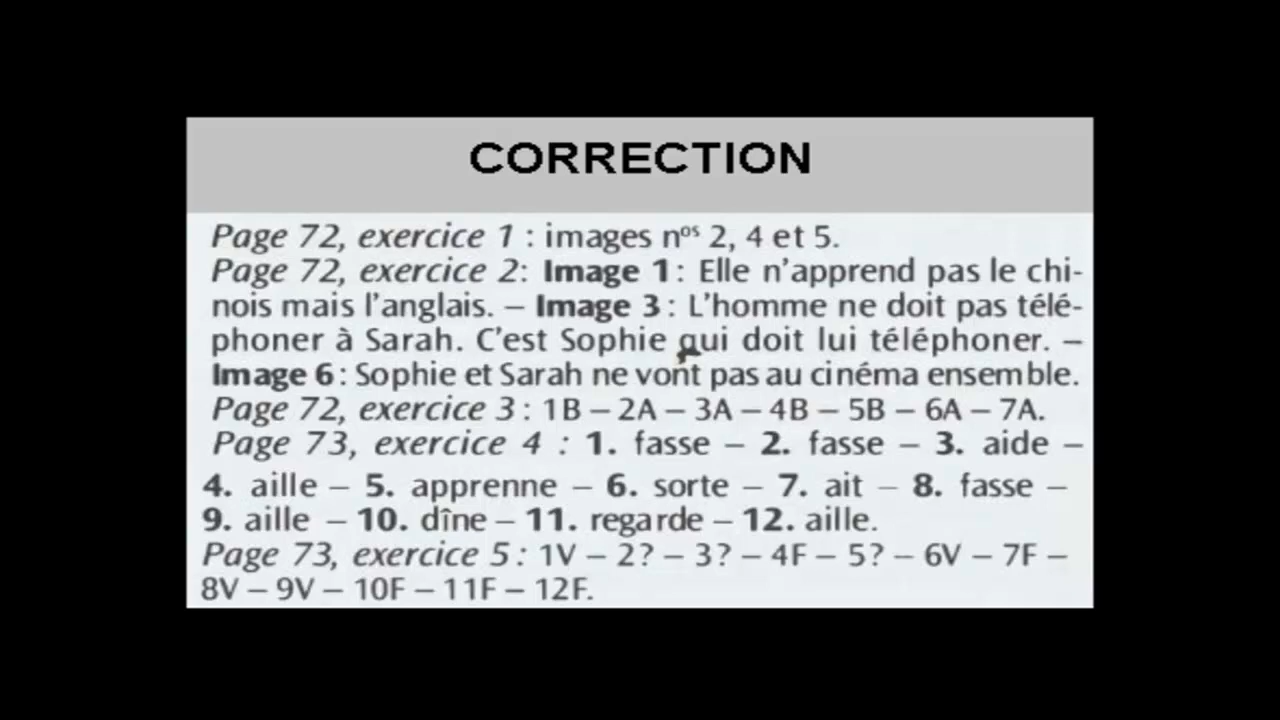 CORRECTION
Page 72, exercice 1 : images nos 2, 4 et 5.
Page 72, exercice 2: Image 1 : Elle n'apprend pas le chi-
nois mais l'anglais. – Image 3 : L'homme ne doit pas télé-
phoner à Sarah. C'est Sophie qui doit lui téléphoner. –
Image 6 : Sophie et Sarah ne vont pas au cinéma ensemble.
Page 72, exercice 3 : 1B – 2A – 3A – 4B – 5B – 6A – 7A.
Page 73, exercice 4 : 1. fasse – 2. fasse – 3. aide –
4. aille – 5. apprenne – 6. sorte – 7. ait – 8. fasse –
9. aille – 10. dîne – 11. regarde – 12. aille.
Page 73, exercice 5 : 1V – 2? – 3? – 4F – 5? – 6V – 7F –
8V – 9V – 10F – 11F – 12F.